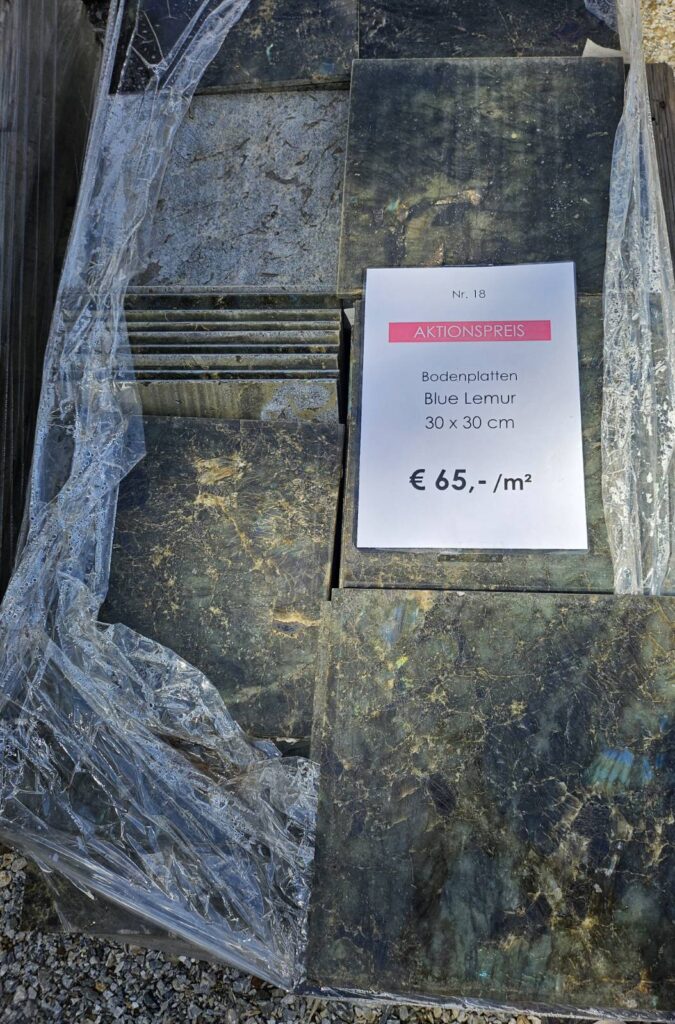 Nr. 18
AKTIONSPREIS
Bodenplatten
Blue Lemur
30 x 30 cm
€ 65,- /m²